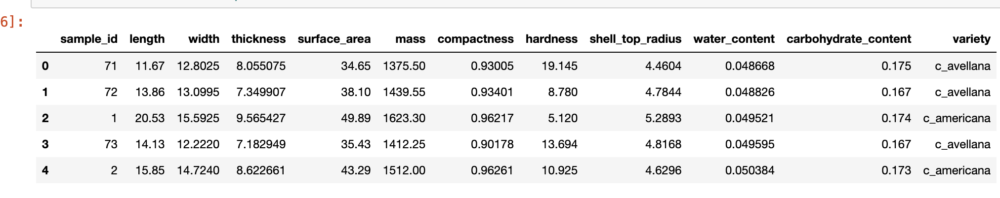 6]:
sample_id length width thickness surface_area mass compactness hardness shell_top_radius water_content carbohydrate_content variety
0 71 11.67 12.8025 8.055075 34.65 1375.50 0.93005 19.145 4.4604 0.048668 0.175 c_avellana
1 72 13.86 13.0995 7.349907 38.10 1439.55 0.93401 8.780 4.7844 0.048826 0.167 c_avellana
2 1 20.53 15.5925 9.565427 49.89 1623.30 0.96217 5.120 5.2893 0.049521 0.174 c_americana
3 73 14.13 12.2220 7.182949 35.43 1412.25 0.90178 13.694 4.8168 0.049595 0.167 c_avellana
4 2 15.85 14.7240 8.622661 43.29 1512.00 0.96261 10.925 4.6296 0.050384 0.173 c_americana